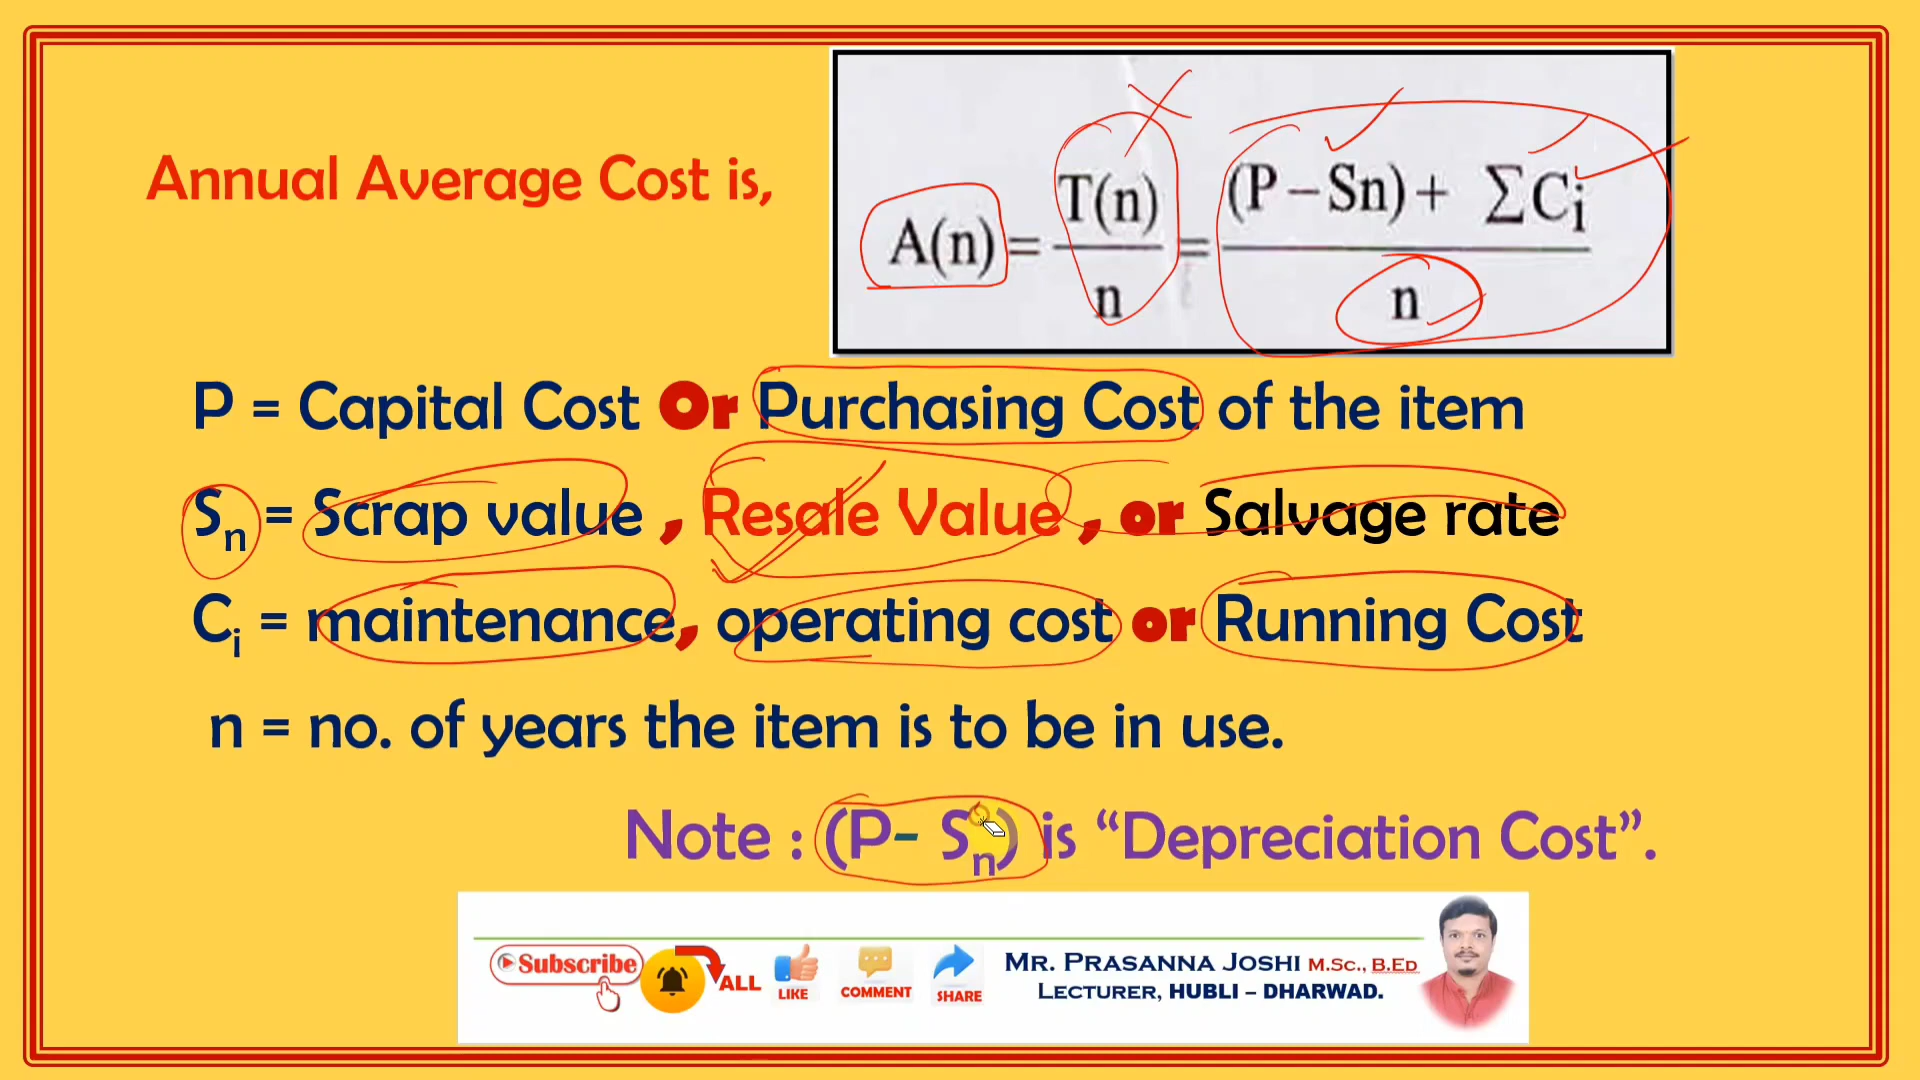 Annual Average Cost is,
A(n) = T(n)/n = (P – Sn) + ∑Ci / n
P = Capital Cost Or Purchasing Cost of the item
Sn = Scrap value , Resale Value , or Salvage rate
Ci = maintenance, operating cost or Running Cost
n = no. of years the item is to be in use.
Note : (P- Sn) is “Depreciation Cost”.
Subscribe
ALL
LIKE
COMMENT
SHARE
MR. PRASANNA JOSHI M.SC., B.ED
LECTURER, HUBLI – DHARWAD.